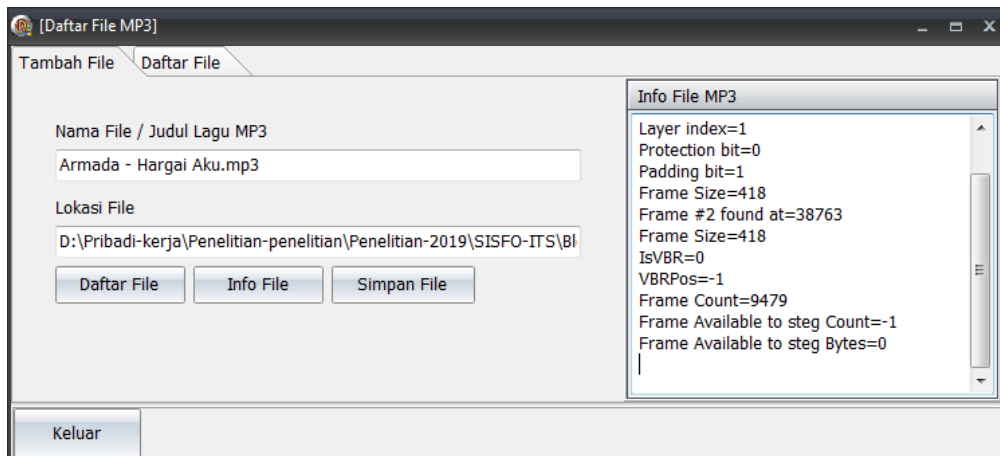 [Daftar File MP3]
Tambah File
Daftar File
Nama File / Judul Lagu MP3
Armada - Hargai Aku.mp3
Lokasi File
D:\Pribadi-kerja\Penelitian-penelitian\Penelitian-2019\SISFO-ITS\Bl
Daftar File
Info File
Simpan File
Info File MP3
Layer index=1
Protection bit=0
Padding bit=1
Frame Size=418
Frame #2 found at=38763
Frame Size=418
IsVBR=0
VBRPos=-1
Frame Count=9479
Frame Available to steg Count=-1
Frame Available to steg Bytes=0
Keluar